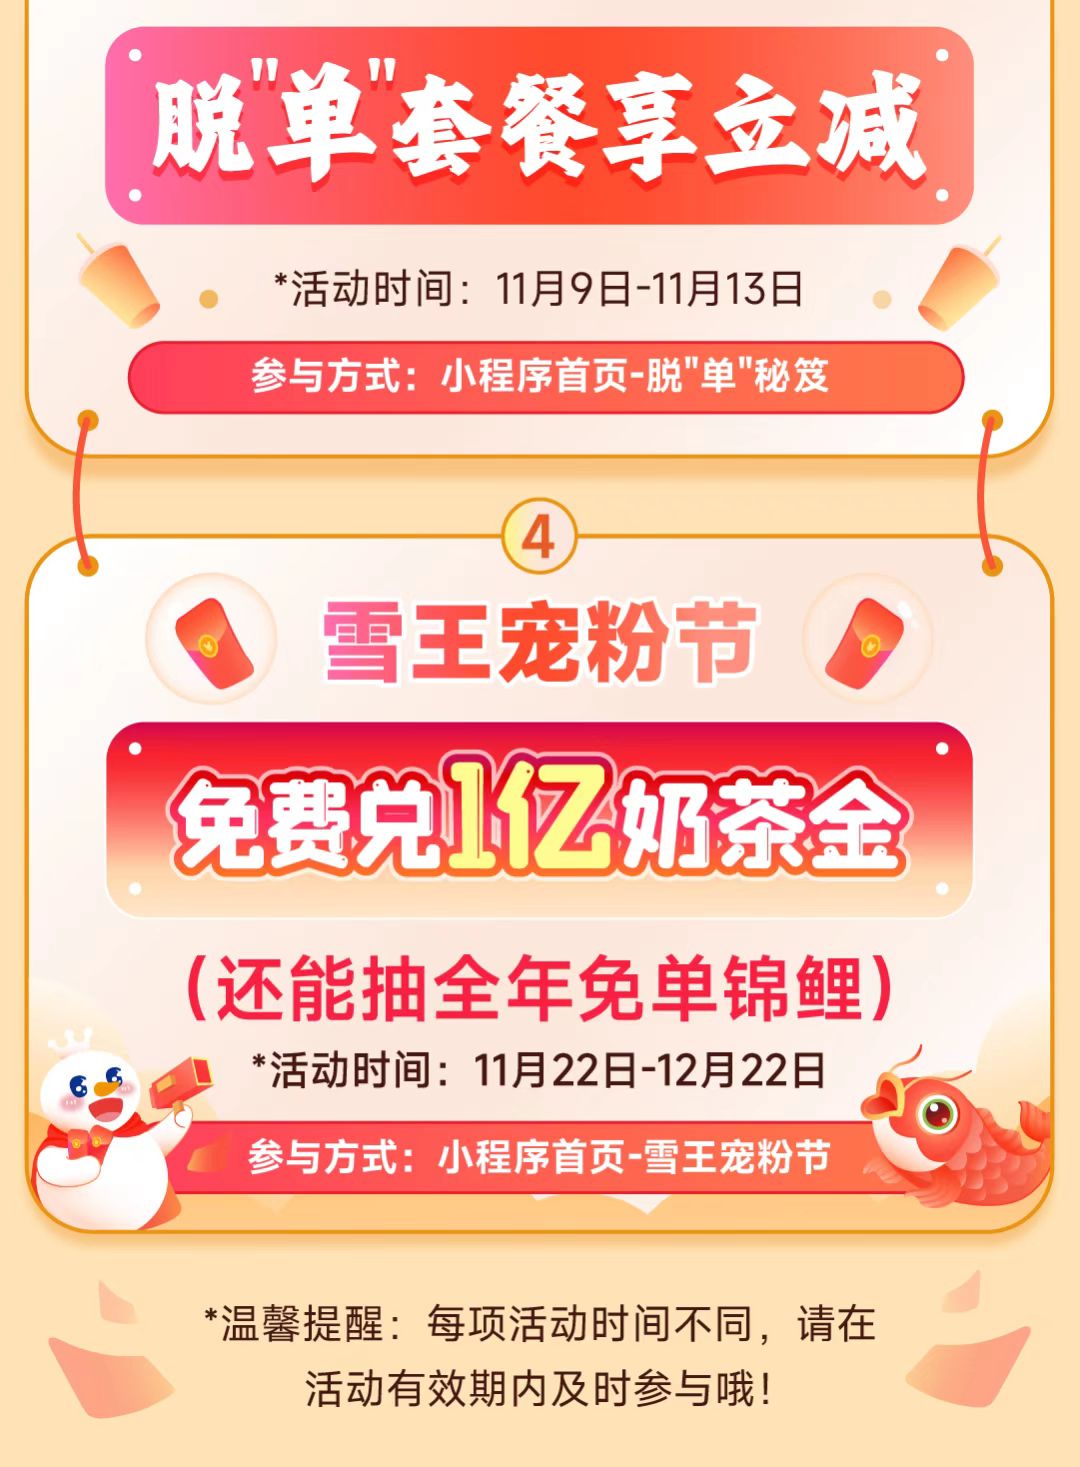 脱"单"套餐享立减
*活动时间：11月9日-11月13日
参与方式：小程序首页-脱"单"秘笈
4
雪王宠粉节
免费兑1亿奶茶金
（还能抽全年免单锦鲤）
*活动时间：11月22日-12月22日
参与方式：小程序首页-雪王宠粉节
*温馨提醒：每项活动时间不同，请在
活动有效期内及时参与哦！